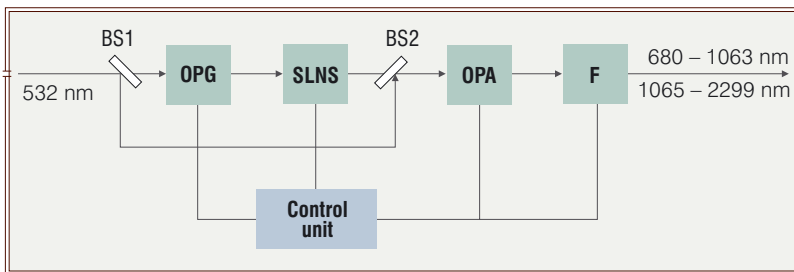 BS1
BS2
532 nm
OPG
SLNS
OPA
F
680 – 1063 nm
1065 – 2299 nm
Control
unit